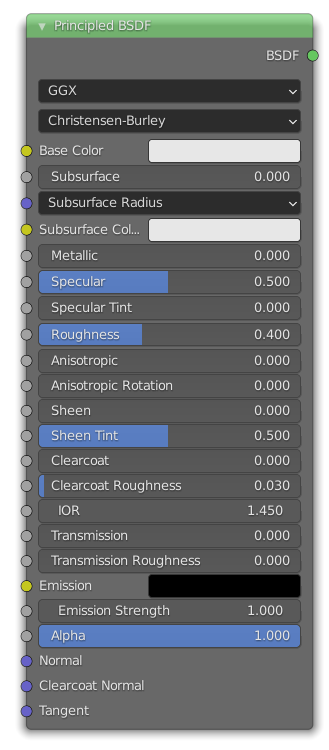 Principled BSDF
BSDF
GGX
Christensen-Burley
Base Color
Subsurface 0.000
Subsurface Radius
Subsurface Col...
Metallic 0.000
Specular 0.500
Specular Tint 0.000
Roughness 0.400
Anisotropic 0.000
Anisotropic Rotation 0.000
Sheen 0.000
Sheen Tint 0.500
Clearcoat 0.000
Clearcoat Roughness 0.030
IOR 1.450
Transmission 0.000
Transmission Roughness 0.000
Emission
Emission Strength 1.000
Alpha 1.000
Normal
Clearcoat Normal
Tangent